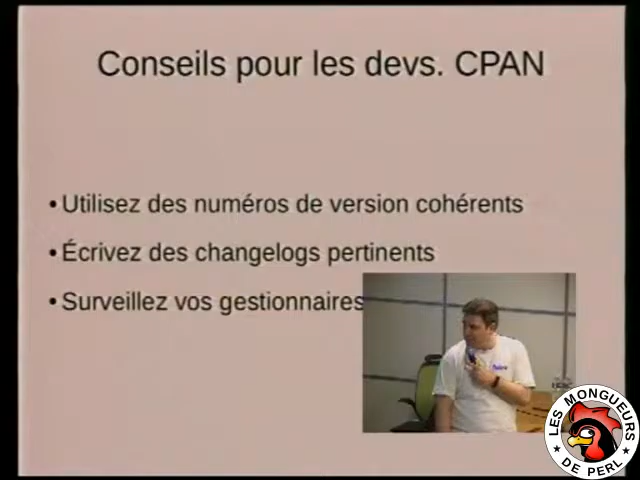 Conseils pour les devs. CPAN
• Utilisez des numéros de version cohérents
• Écrivez des changelogs pertinents
• Surveillez vos gestionnaires
LES MONGUEURS
★ DE PERL ★